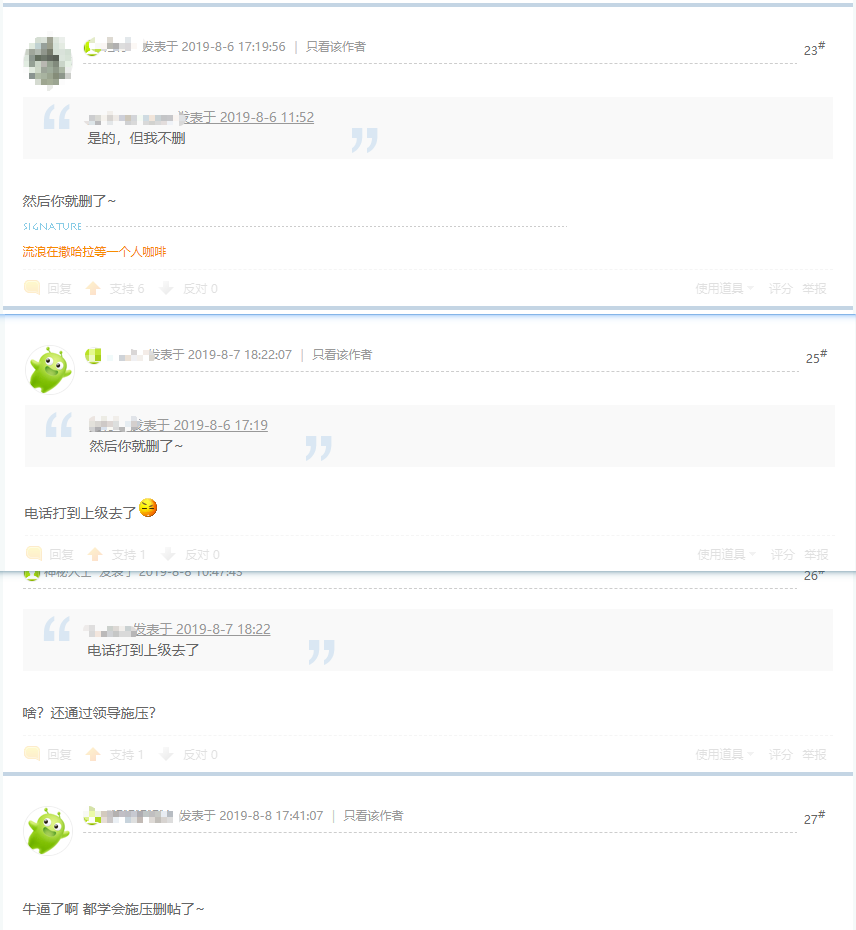 发表于 2019-8-6 17:19:56 | 只看该作者
23#
发表于 2019-8-6 11:52
是的，但我不删
然后你就删了~
SIGNATURE
流浪在撒哈拉等一个人咖啡
回复 支持 6 反对 0 使用道具 评分 举报
发表于 2019-8-7 18:22:07 | 只看该作者
25#
发表于 2019-8-6 17:19
然后你就删了~
电话打到上级去了
回复 支持 1 反对 0 使用道具 评分 举报
神秘人士 发表于 2019-8-8 10:47:43
26#
发表于 2019-8-7 18:22
电话打到上级去了
啥？还通过领导施压？
回复 支持 1 反对 0 使用道具 评分 举报
发表于 2019-8-8 17:41:07 | 只看该作者
27#
牛逼了啊 都学会施压删帖了~